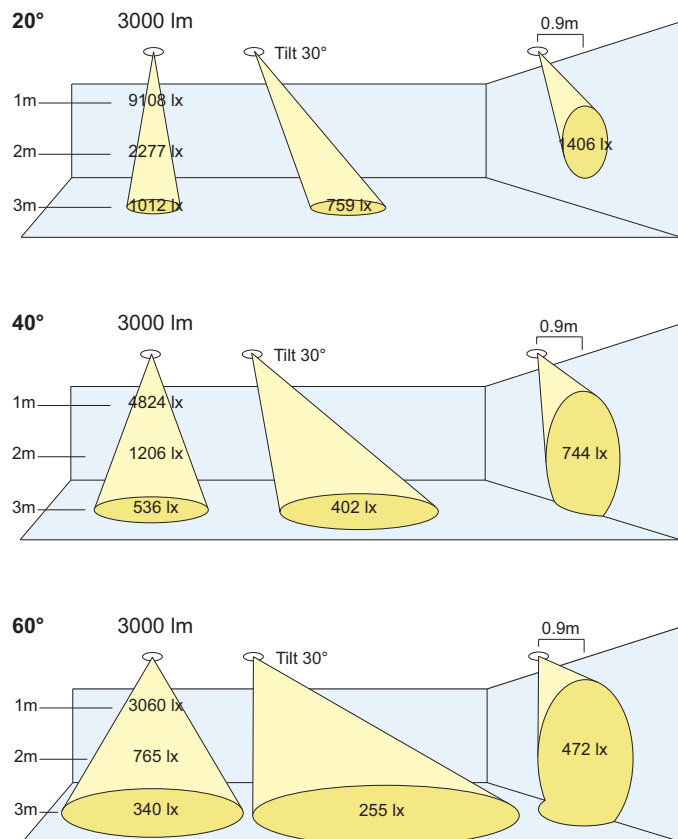 20° 3000 lm
0.9m
Tilt 30°
1m 9108 lx
2m 2277 lx 1406 lx
3m 1012 lx 759 lx
40° 3000 lm
0.9m
Tilt 30°
1m 4824 lx
2m 1206 lx 744 lx
3m 536 lx 402 lx
60° 3000 lm
0.9m
Tilt 30°
1m 3060 lx
2m 765 lx 472 lx
3m 340 lx 255 lx